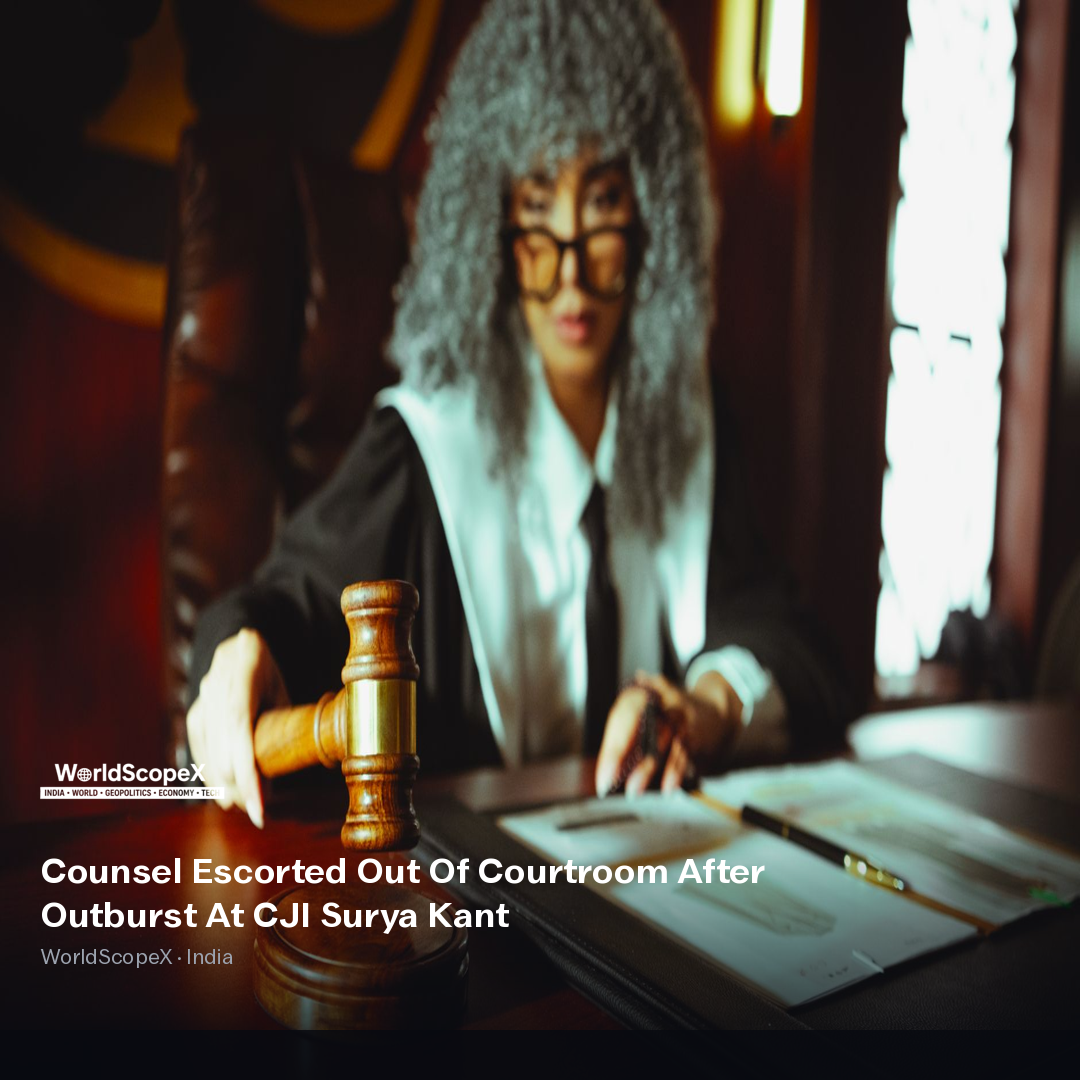 WorldScopeX
INDIA • WORLD • GEOPOLITICS • ECONOMY • TECH
Counsel Escorted Out Of Courtroom After
Outburst At CJI Surya Kant
WorldScopeX · India